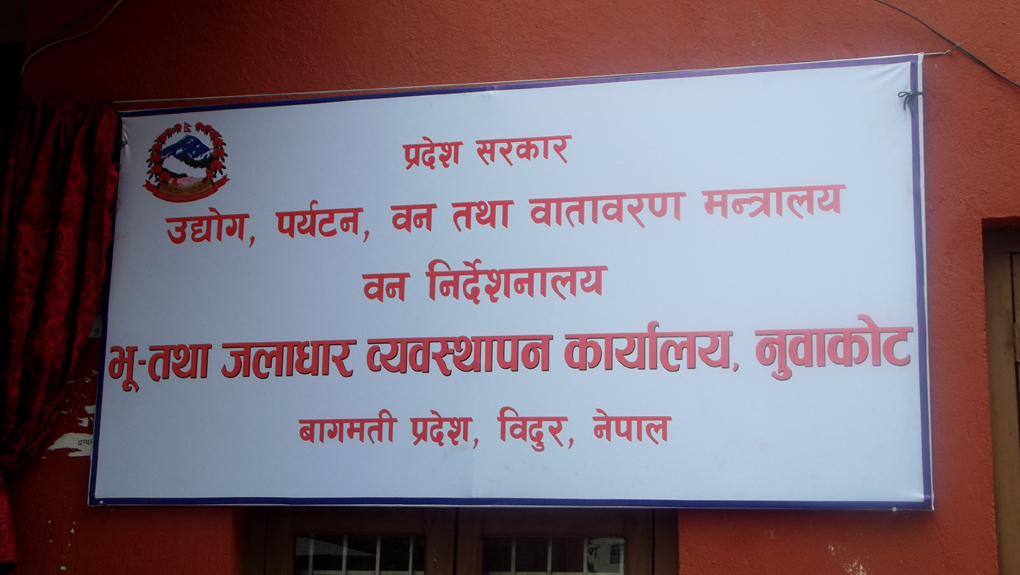 प्रदेश सरकार
उद्योग, पर्यटन, वन तथा वातावरण मन्त्रालय
वन निर्देशनालय
भू-तथा जलाधार व्यवस्थापन कार्यालय, नुवाकोट
बागमती प्रदेश, विदुर, नेपाल